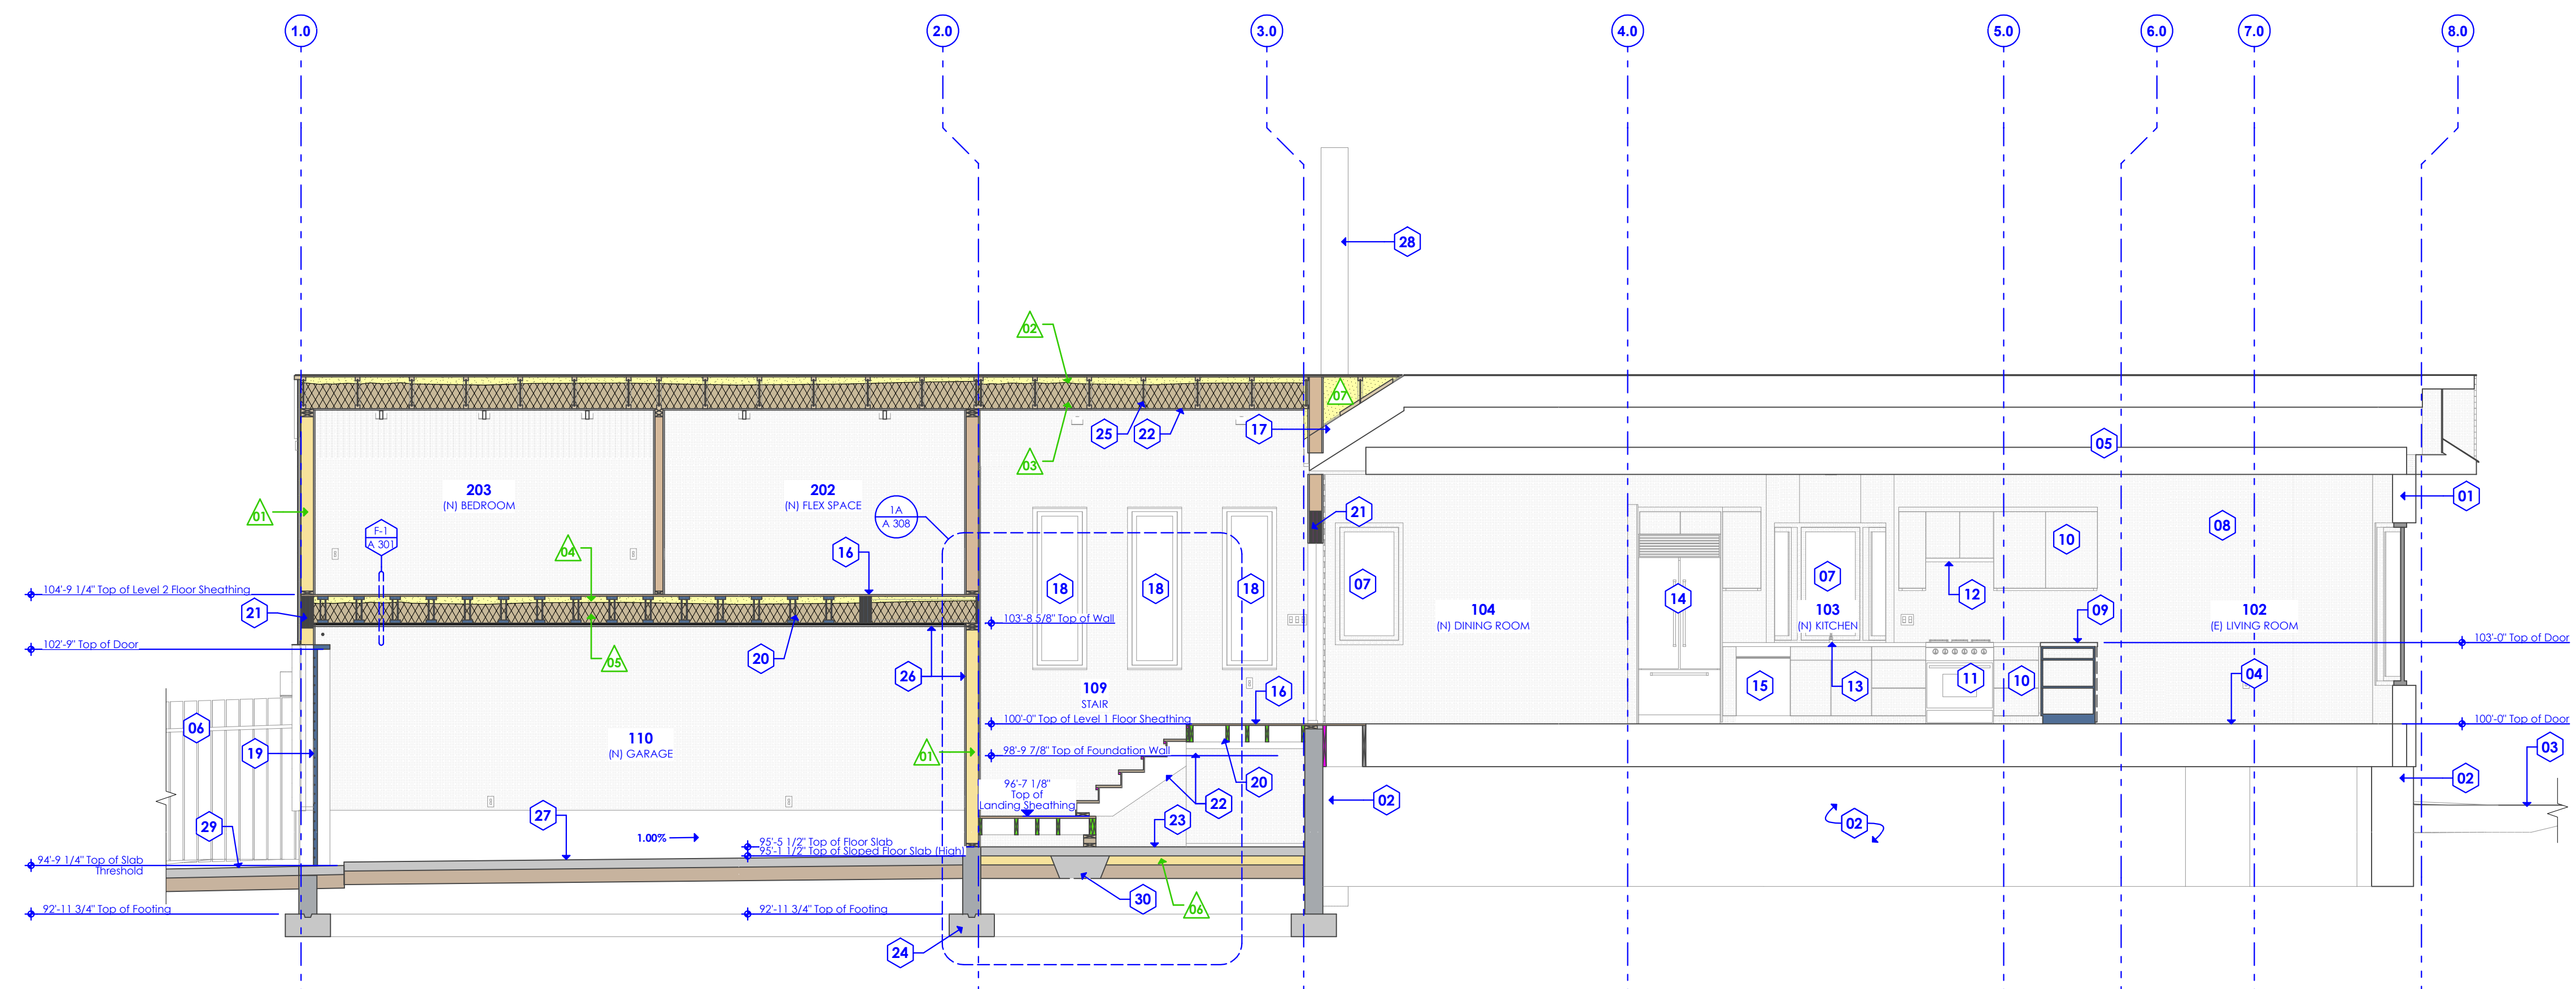 1.0
2.0
3.0
4.0
5.0
6.0
7.0
8.0
28
02
07
25
22
17
03
05
203
(N) BEDROOM
202
(N) FLEX SPACE
1A
A 308
01
F-1
A 301
04
16
21
01
08
10
18
18
18
07
14
07
12
104
(N) DINING ROOM
103
(N) KITCHEN
102
(E) LIVING ROOM
09
104'-9 1/4" Top of Level 2 Floor Sheathing
21
103'-8 5/8" Top of Wall
102'-9" Top of Door
103'-0" Top of Door
20
05
26
109
STAIR
16
15
13
11
10
04
06
100'-0" Top of Level 1 Floor Sheathing
100'-0" Top of Door
19
110
(N) GARAGE
01
98'-9 7/8" Top of Foundation Wall
03
96'-7 1/8"
Top of
Landing Sheathing
20
22
02
02
29
27
1.00%
23
02
95'-5 1/2" Top of Floor Slab
95'-1 1/2" Top of Sloped Floor Slab (High)
94'-9 1/4" Top of Slab
Threshold
30
06
92'-11 3/4" Top of Footing
92'-11 3/4" Top of Footing
24